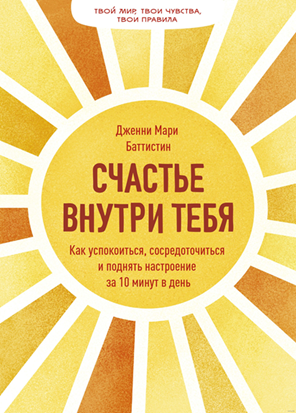 ТВОЙ МИР, ТВОИ ЧУВСТВА,
ТВОИ ПРАВИЛА
Дженни Мари
Баттистин
СЧАСТЬЕ
ВНУТРИ ТЕБЯ
Как успокоиться, сосредоточиться
и поднять настроение
за 10 минут в день